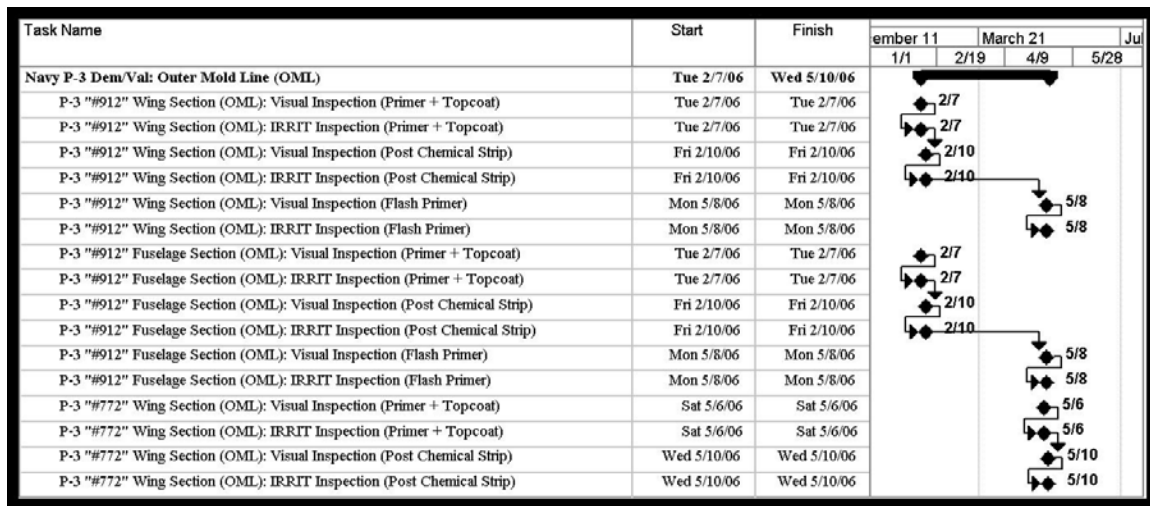 Task Name Start Finish ember 11 March 21 Jul
1/1 2/19 4/9 5/28
Navy P-3 Dem/Val: Outer Mold Line (OML) Tue 2/7/06 Wed 5/10/06
P-3 "#912" Wing Section (OML): Visual Inspection (Primer + Topcoat) Tue 2/7/06 Tue 2/7/06 2/7
P-3 "#912" Wing Section (OML): IRRIT Inspection (Primer + Topcoat) Tue 2/7/06 Tue 2/7/06 2/7
P-3 "#912" Wing Section (OML): Visual Inspection (Post Chemical Strip) Fri 2/10/06 Fri 2/10/06 2/10
P-3 "#912" Wing Section (OML): IRRIT Inspection (Post Chemical Strip) Fri 2/10/06 Fri 2/10/06 2/10
P-3 "#912" Wing Section (OML): Visual Inspection (Flash Primer) Mon 5/8/06 Mon 5/8/06 5/8
P-3 "#912" Wing Section (OML): IRRIT Inspection (Flash Primer) Mon 5/8/06 Mon 5/8/06 5/8
P-3 "#912" Fuselage Section (OML): Visual Inspection (Primer + Topcoat) Tue 2/7/06 Tue 2/7/06 2/7
P-3 "#912" Fuselage Section (OML): IRRIT Inspection (Primer + Topcoat) Tue 2/7/06 Tue 2/7/06 2/7
P-3 "#912" Fuselage Section (OML): Visual Inspection (Post Chemical Strip) Fri 2/10/06 Fri 2/10/06 2/10
P-3 "#912" Fuselage Section (OML): IRRIT Inspection (Post Chemical Strip) Fri 2/10/06 Fri 2/10/06 2/10
P-3 "#912" Fuselage Section (OML): Visual Inspection (Flash Primer) Mon 5/8/06 Mon 5/8/06 5/8
P-3 "#912" Fuselage Section (OML): IRRIT Inspection (Flash Primer) Mon 5/8/06 Mon 5/8/06 5/8
P-3 "#772" Wing Section (OML): Visual Inspection (Primer + Topcoat) Sat 5/6/06 Sat 5/6/06 5/6
P-3 "#772" Wing Section (OML): IRRIT Inspection (Primer + Topcoat) Sat 5/6/06 Sat 5/6/06 5/6
P-3 "#772" Wing Section (OML): Visual Inspection (Post Chemical Strip) Wed 5/10/06 Wed 5/10/06 5/10
P-3 "#772" Wing Section (OML): IRRIT Inspection (Post Chemical Strip) Wed 5/10/06 Wed 5/10/06 5/10